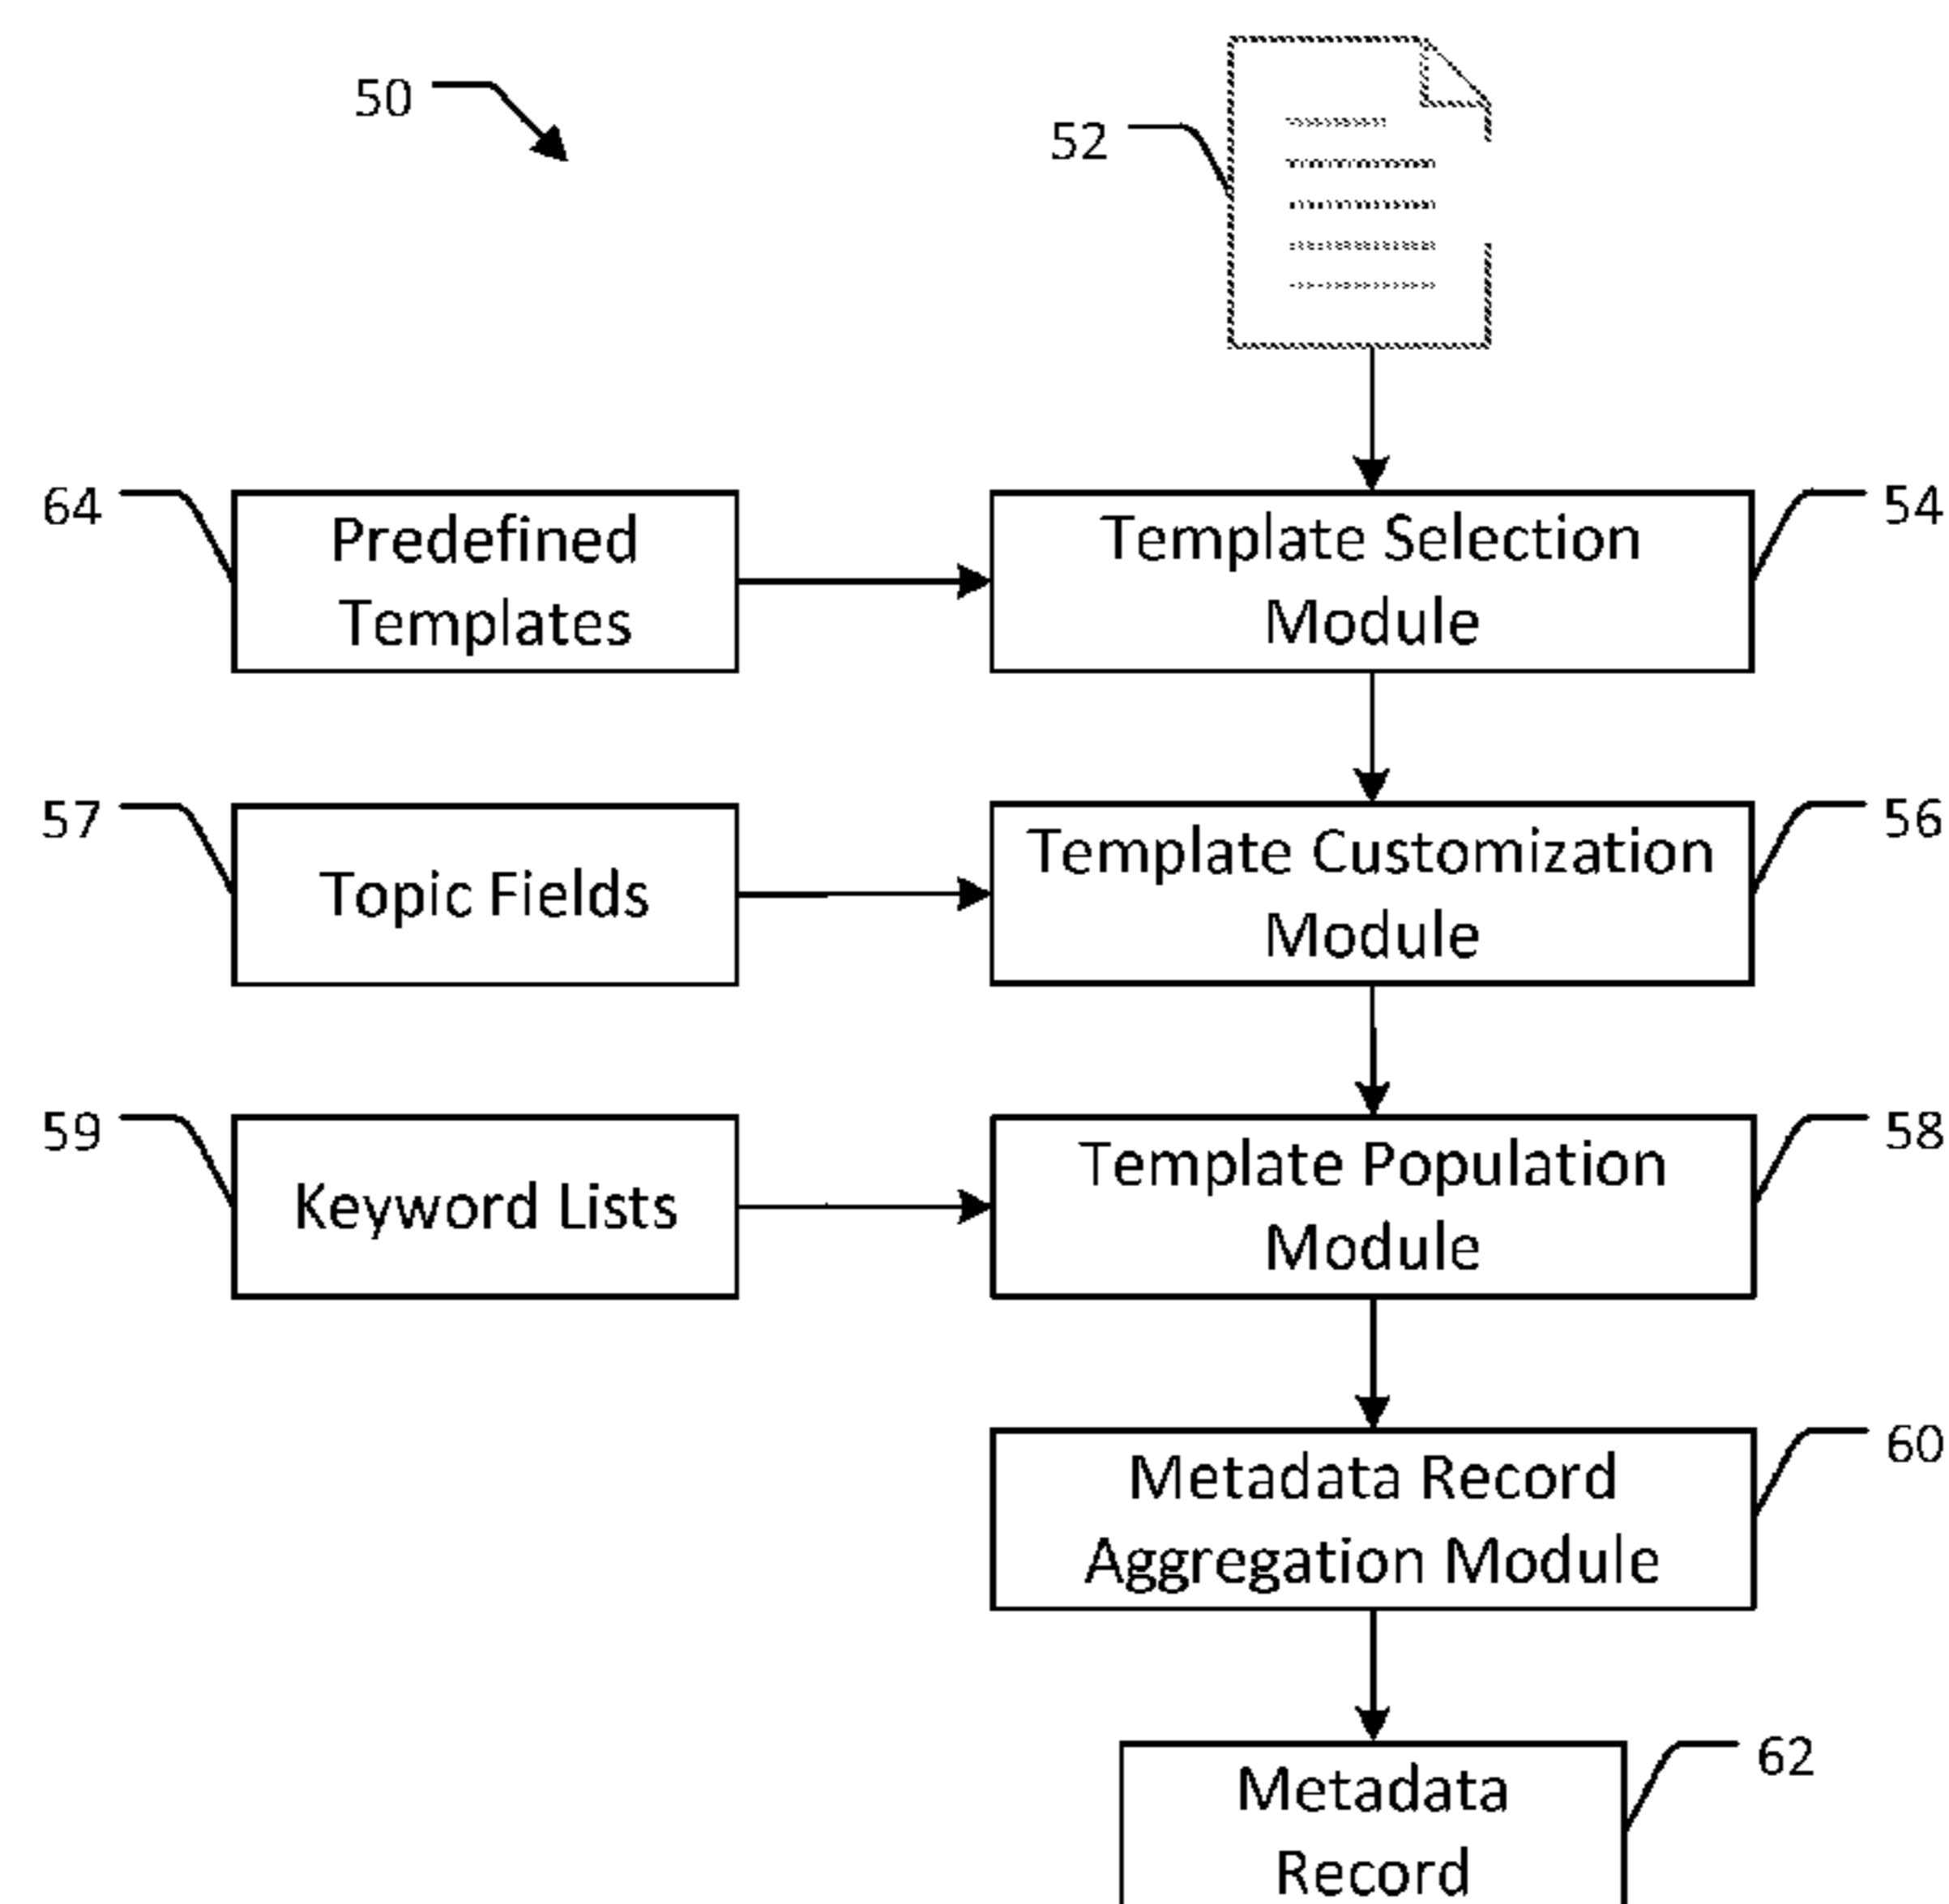 50
52
64
Predefined
Templates
Template Selection
Module
54
57
Topic Fields
Template Customization
Module
56
59
Keyword Lists
Template Population
Module
58
Metadata Record
Aggregation Module
60
Metadata
Record
62